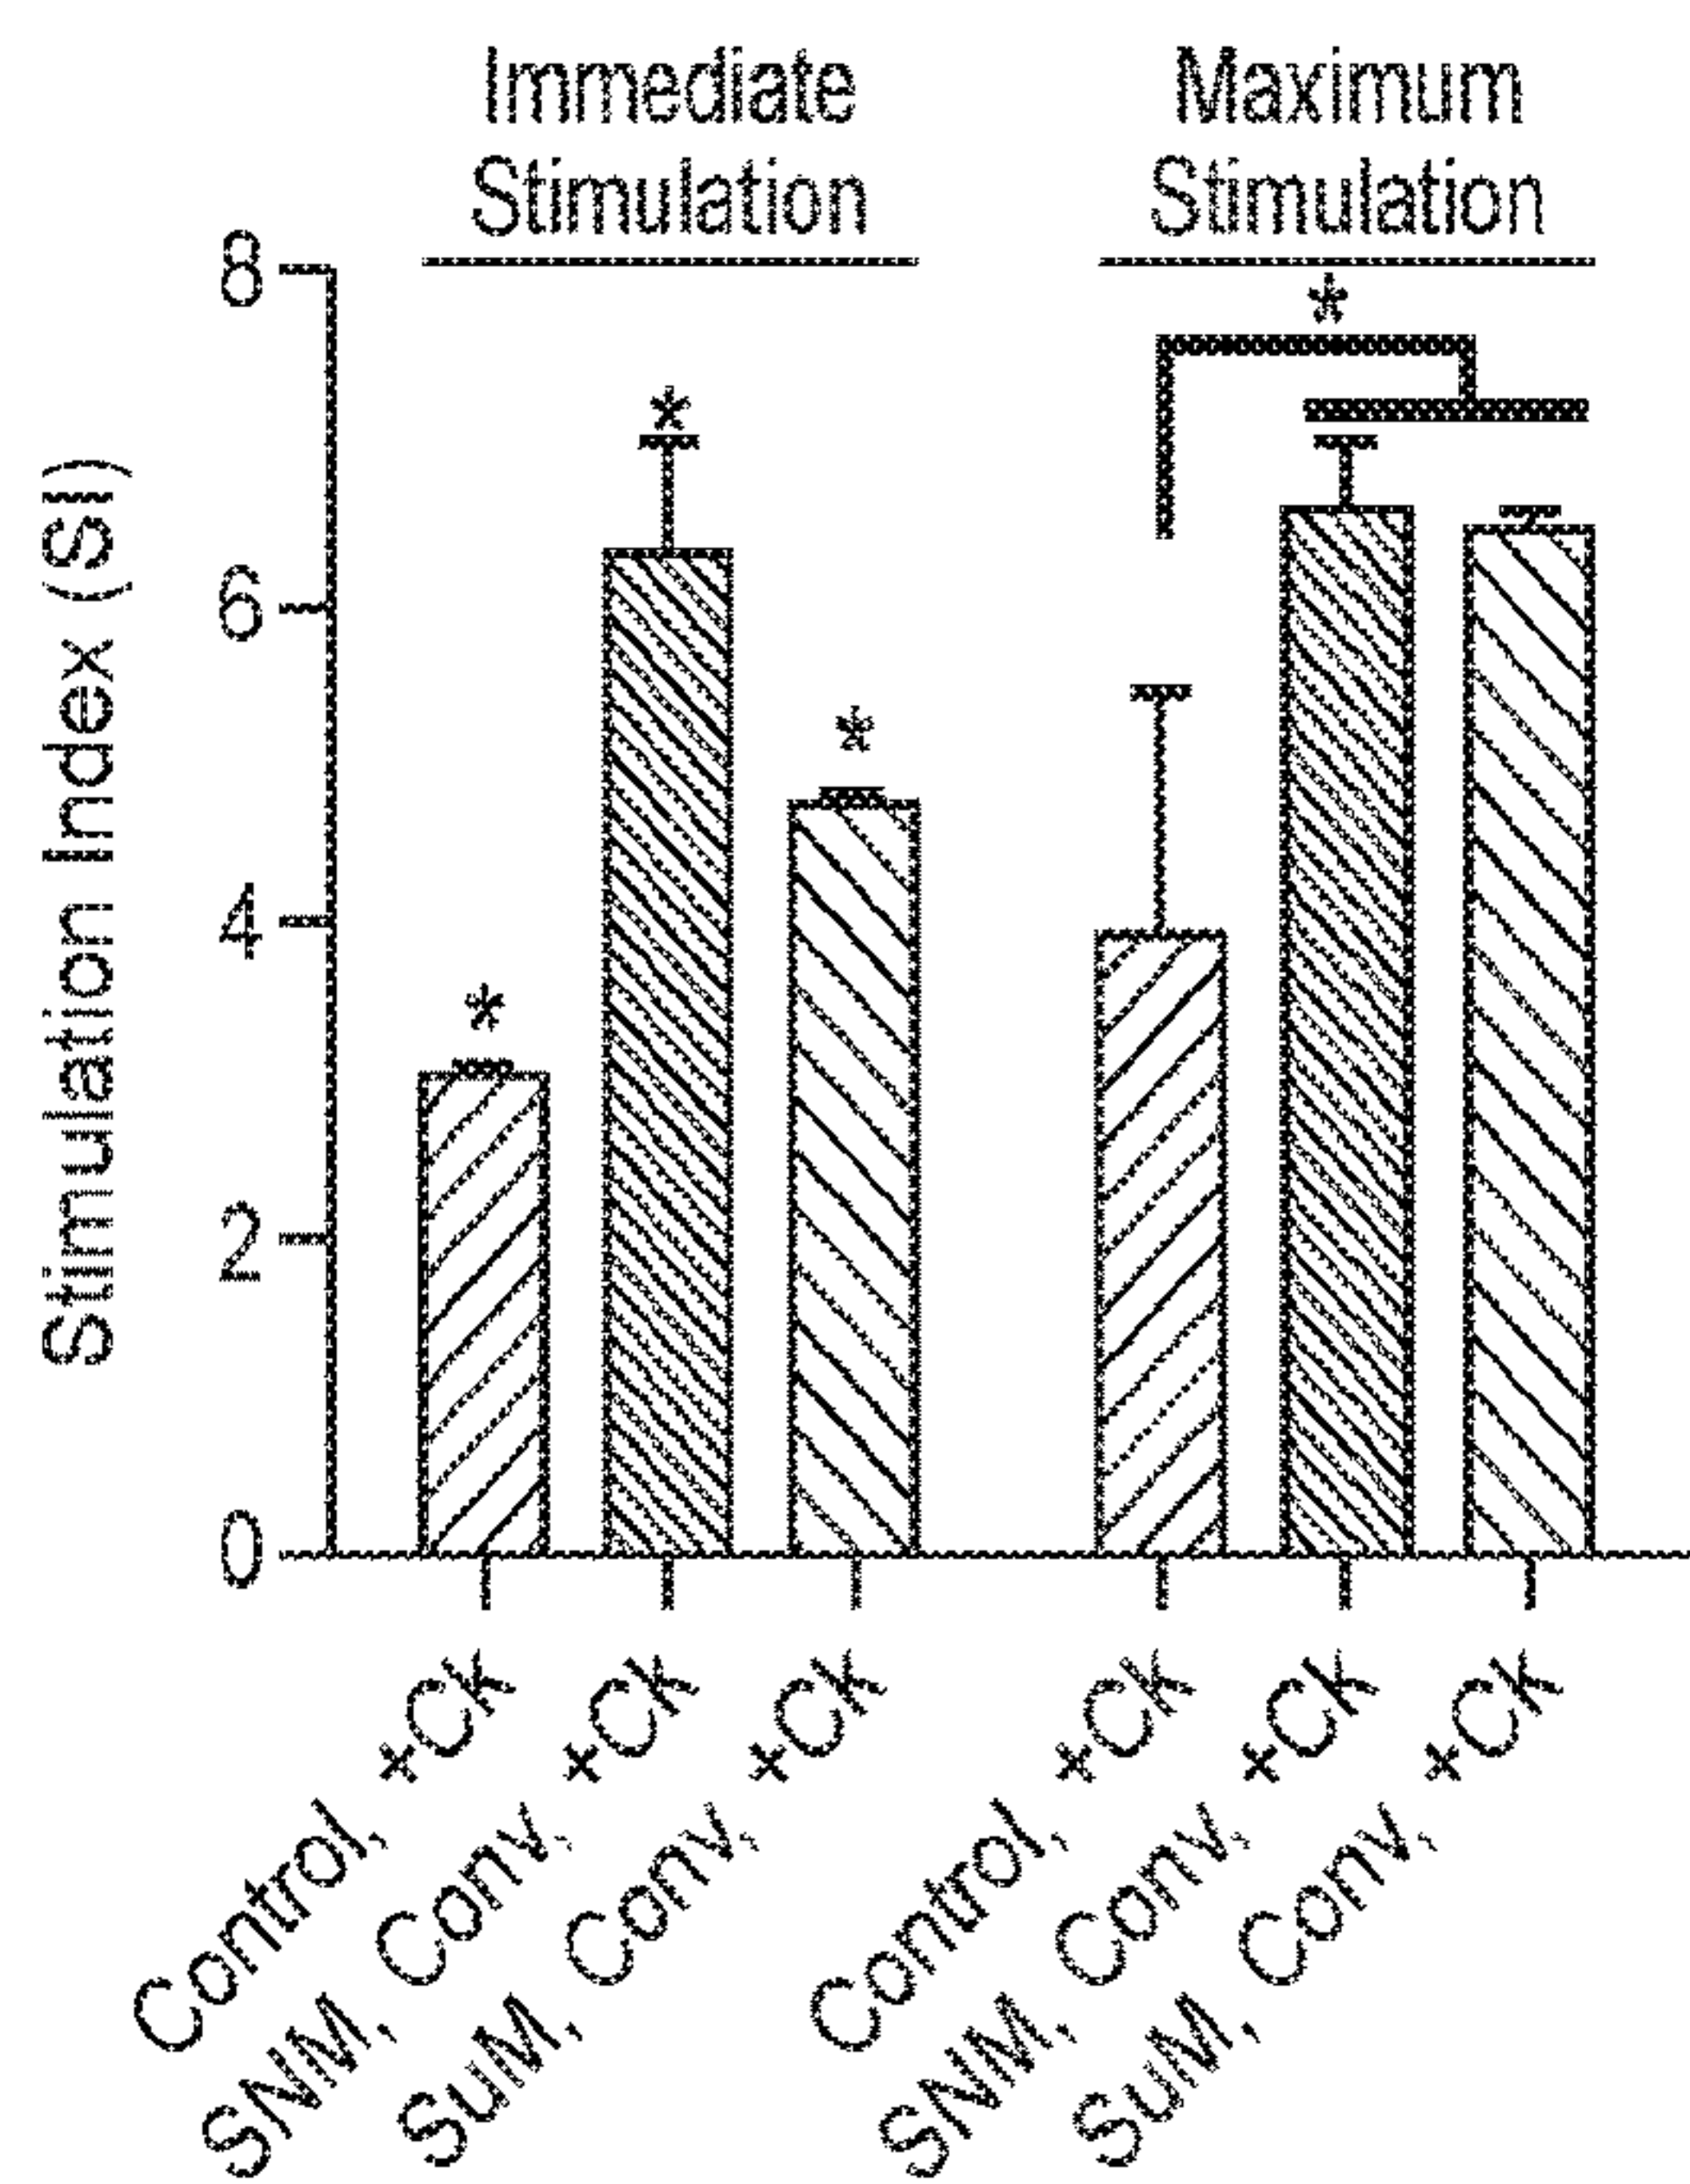 Immediate
Stimulation
Maximum
Stimulation
*
*
*
*
Stimulation Index (SI)
8
6
4
2
0
Control, +Ck
SNM, Conv, +Ck
SuM, Conv, +Ck
Control, +Ck
SNM, Conv, +Ck
SuM, Conv, +Ck